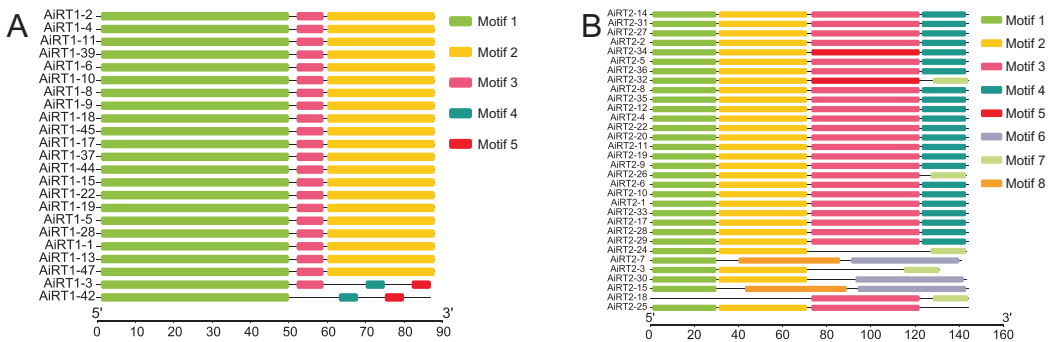 A
AiRT1-2
AiRT1-4
AiRT1-11
AiRT1-39
AiRT1-6
AiRT1-10
AiRT1-8
AiRT1-9
AiRT1-18
AiRT1-45
AiRT1-17
AiRT1-37
AiRT1-44
AiRT1-15
AiRT1-22
AiRT1-19
AiRT1-5
AiRT1-28
AiRT1-1
AiRT1-13
AiRT1-47
AiRT1-3
AiRT1-42
5' 3'
0 10 20 30 40 50 60 70 80 90
Motif 1
Motif 2
Motif 3
Motif 4
Motif 5
B
AiRT2-14
AiRT2-31
AiRT2-27
AiRT2-2
AiRT2-34
AiRT2-5
AiRT2-36
AiRT2-32
AiRT2-8
AiRT2-35
AiRT2-12
AiRT2-4
AiRT2-22
AiRT2-20
AiRT2-11
AiRT2-19
AiRT2-9
AiRT2-26
AiRT2-6
AiRT2-10
AiRT2-1
AiRT2-33
AiRT2-17
AiRT2-28
AiRT2-29
AiRT2-24
AiRT2-7
AiRT2-3
AiRT2-30
AiRT2-15
AiRT2-18
AiRT2-25
5' 3'
0 20 40 60 80 100 120 140 160
Motif 1
Motif 2
Motif 3
Motif 4
Motif 5
Motif 6
Motif 7
Motif 8